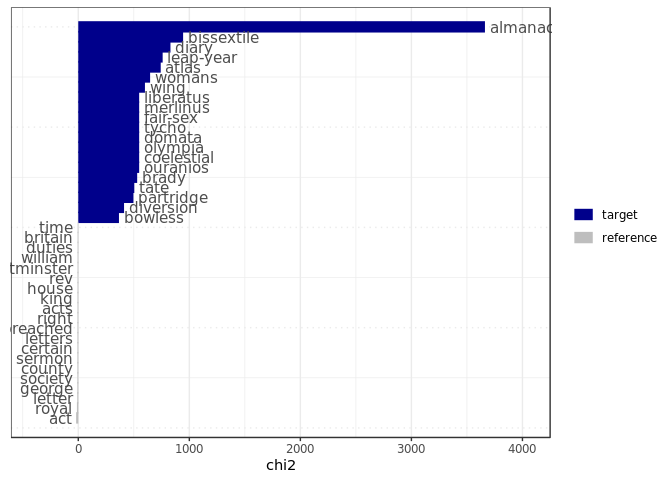 almanac
bissextile
diary
leap-year
atlas
womans
wing
liberatus
merlinus
fair-sex
tycho
domata
olympia
coelestial
ouranios
brady
tate
partridge
diversion
bowless
time
britain
duties
william
tminster
rev
house
king
acts
right
preached
letters
certain
sermon
county
society
george
letter
royal
act
target
reference
0 1000 2000 3000 4000
chi2